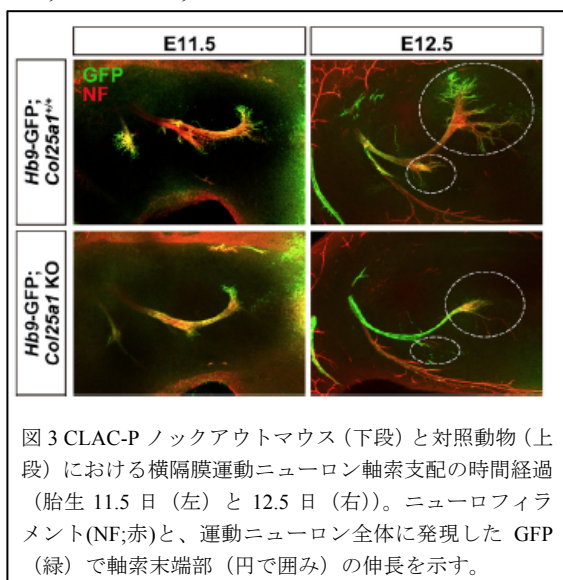 E11.5
E12.5
GFP
NF
Hb9-GFP;
Col25a1+/+
Hb9-GFP;
Col25a1 KO
図 3 CLAC-P ノックアウトマウス（下段）と対照動物（上
段）における横隔膜運動ニューロン軸索支配の時間経過
（胎生 11.5 日（左）と 12.5 日（右））。ニューロフィラ
メント(NF;赤)と、運動ニューロン全体に発現した GFP
（緑）で軸索末端部（円で囲み）の伸長を示す。